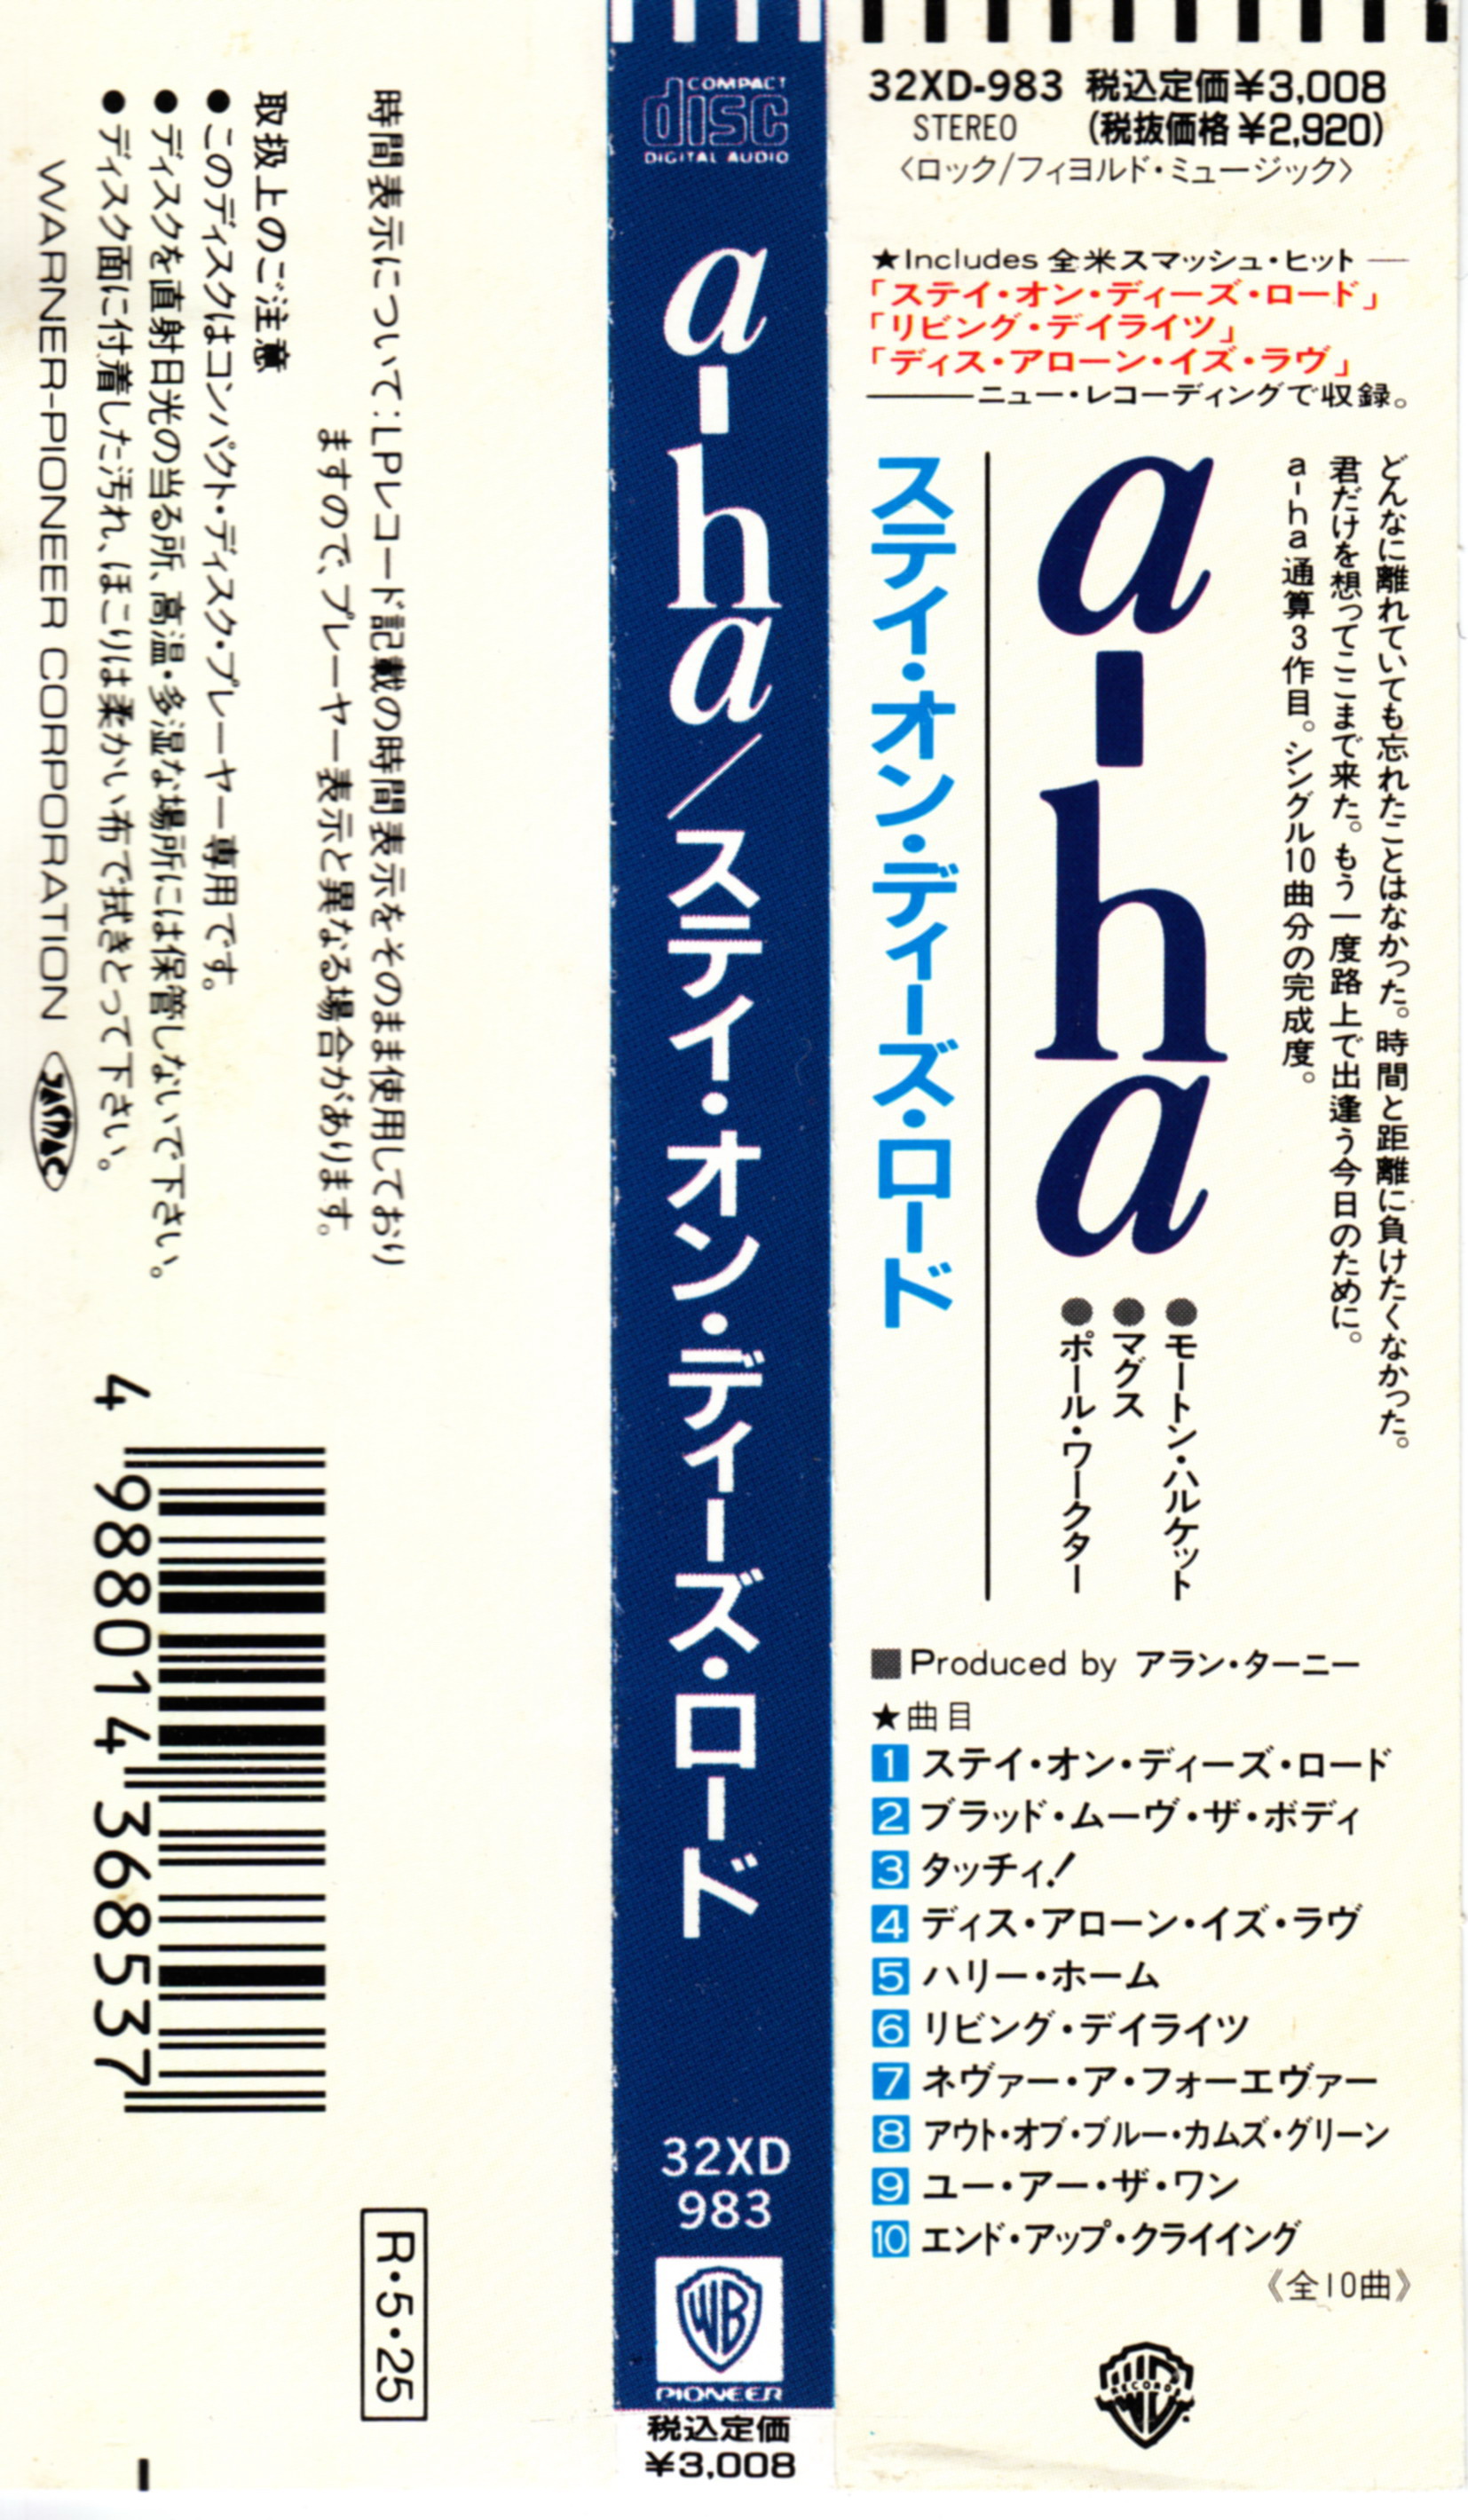 32XD-983 税込定価¥3,008
STEREO (税抜価格 ¥2,920)
〈ロック/フィヨルド・ミュージック〉
★Includes 全米スマッシュ・ヒット
「ステイ・オン・ディーズ・ロード」
「リビング・デイライツ」
「ディス・アローン・イズ・ラヴ」
ニュー・レコーディングで収録。
どんなに離れていても忘れたことはなかった。時間と距離に負けたくなかった。
君だけを想ってここまで来た。もう一度路上で出逢う今日のために。
a-ha通算3作目。シングル10曲分の完成度。
a-ha
●モートン・ハルケット
●マグス
●ポール・ワークター
ステイ・オン・ディーズ・ロード
■Produced by アラン・ターニー
★曲目
1 ステイ・オン・ディーズ・ロード
2 ブラッド・ムーヴ・ザ・ボディ
3 タッチィ!
4 ディス・アローン・イズ・ラヴ
5 ハリー・ホーム
6 リビング・デイライツ
7 ネヴァー・ア・フォーエヴァー
8 アウト・オブ・ブルー・カムズ・グリーン
9 ユー・アー・ザ・ワン
10 エンド・アップ・クライイング
《全10曲》
WB RECORDS
COMPACT
disc
DIGITAL AUDIO
a-ha/ステイ・オン・ディーズ・ロード
32XD
983
WB
PIONEER
税込定価
¥3,008
時間表示について:LPレコード記載の時間表示をそのまま使用しており
ますので、プレーヤー表示と異なる場合があります。
取扱上のご注意
●このディスクはコンパクト・ディスク・プレーヤー専用です。
●ディスクを直射日光の当る所、高温・多湿な場所には保管しないで下さい。
●ディスク面に付着した汚れ、ほこりは柔かい布で拭きとって下さい。
WARNER-PIONEER CORPORATION JASRAC
4 988014 368537
R・5・25